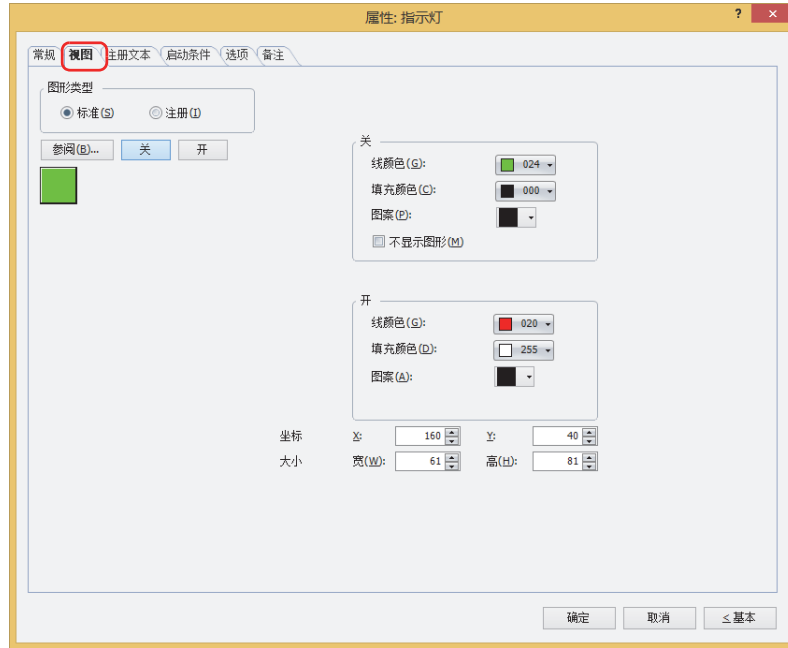 属性: 指示灯 ? ×
常规 视图 注册文本 启动条件 选项 备注
图形类型
标准(S) 注册(I)
参阅(B)... 关 开
关
线颜色(G): 024
填充颜色(C): 000
图案(P):
不显示图形(M)
开
线颜色(G): 020
填充颜色(D): 255
图案(A):
坐标 X: 160 Y: 40
大小 宽(W): 61 高(H): 81
确定 取消 ≤基本